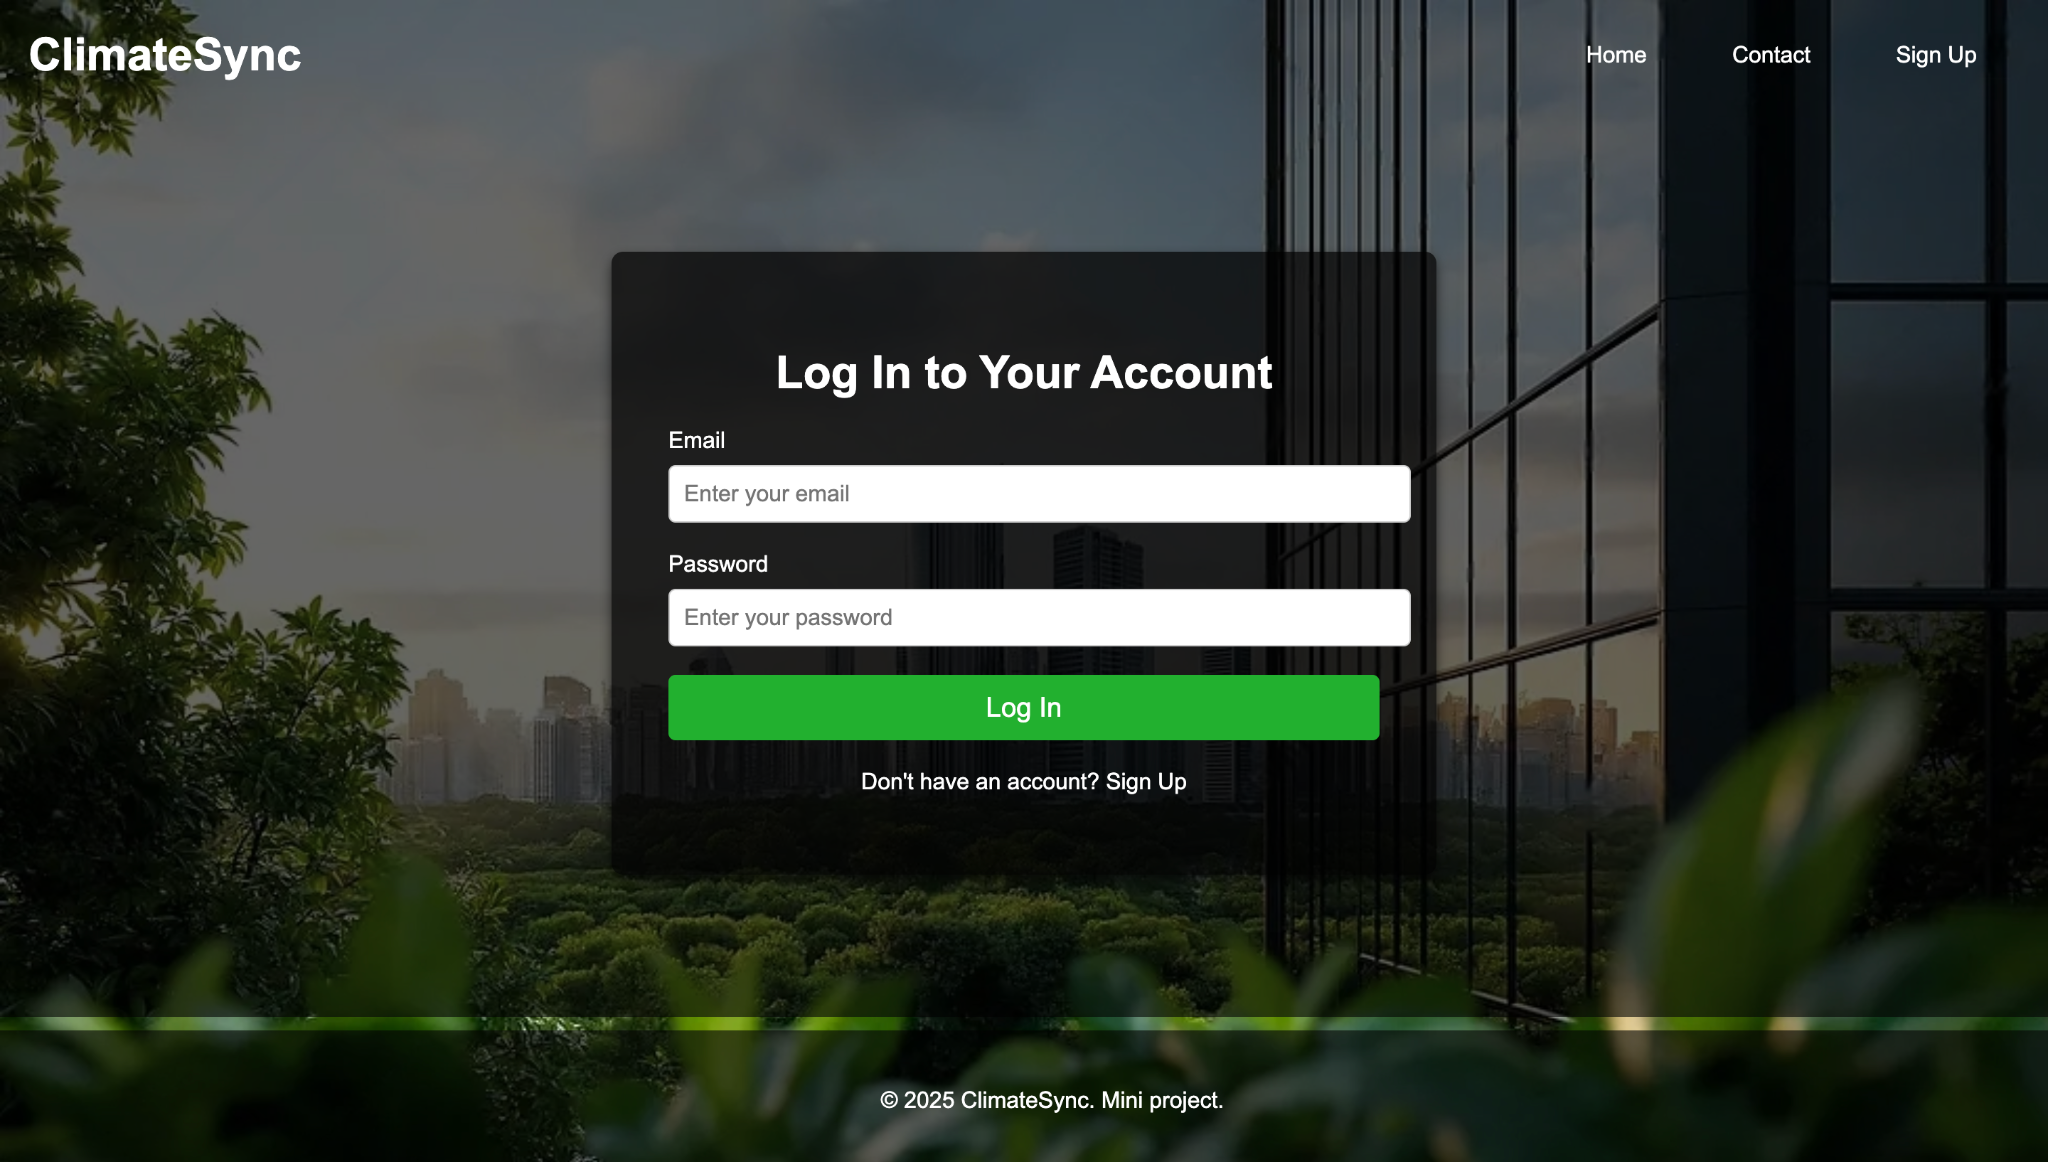 ClimateSync
Home
Contact
Sign Up
Log In to Your Account
Email
Enter your email
Password
Enter your password
Log In
Don't have an account? Sign Up
© 2025 ClimateSync. Mini project.